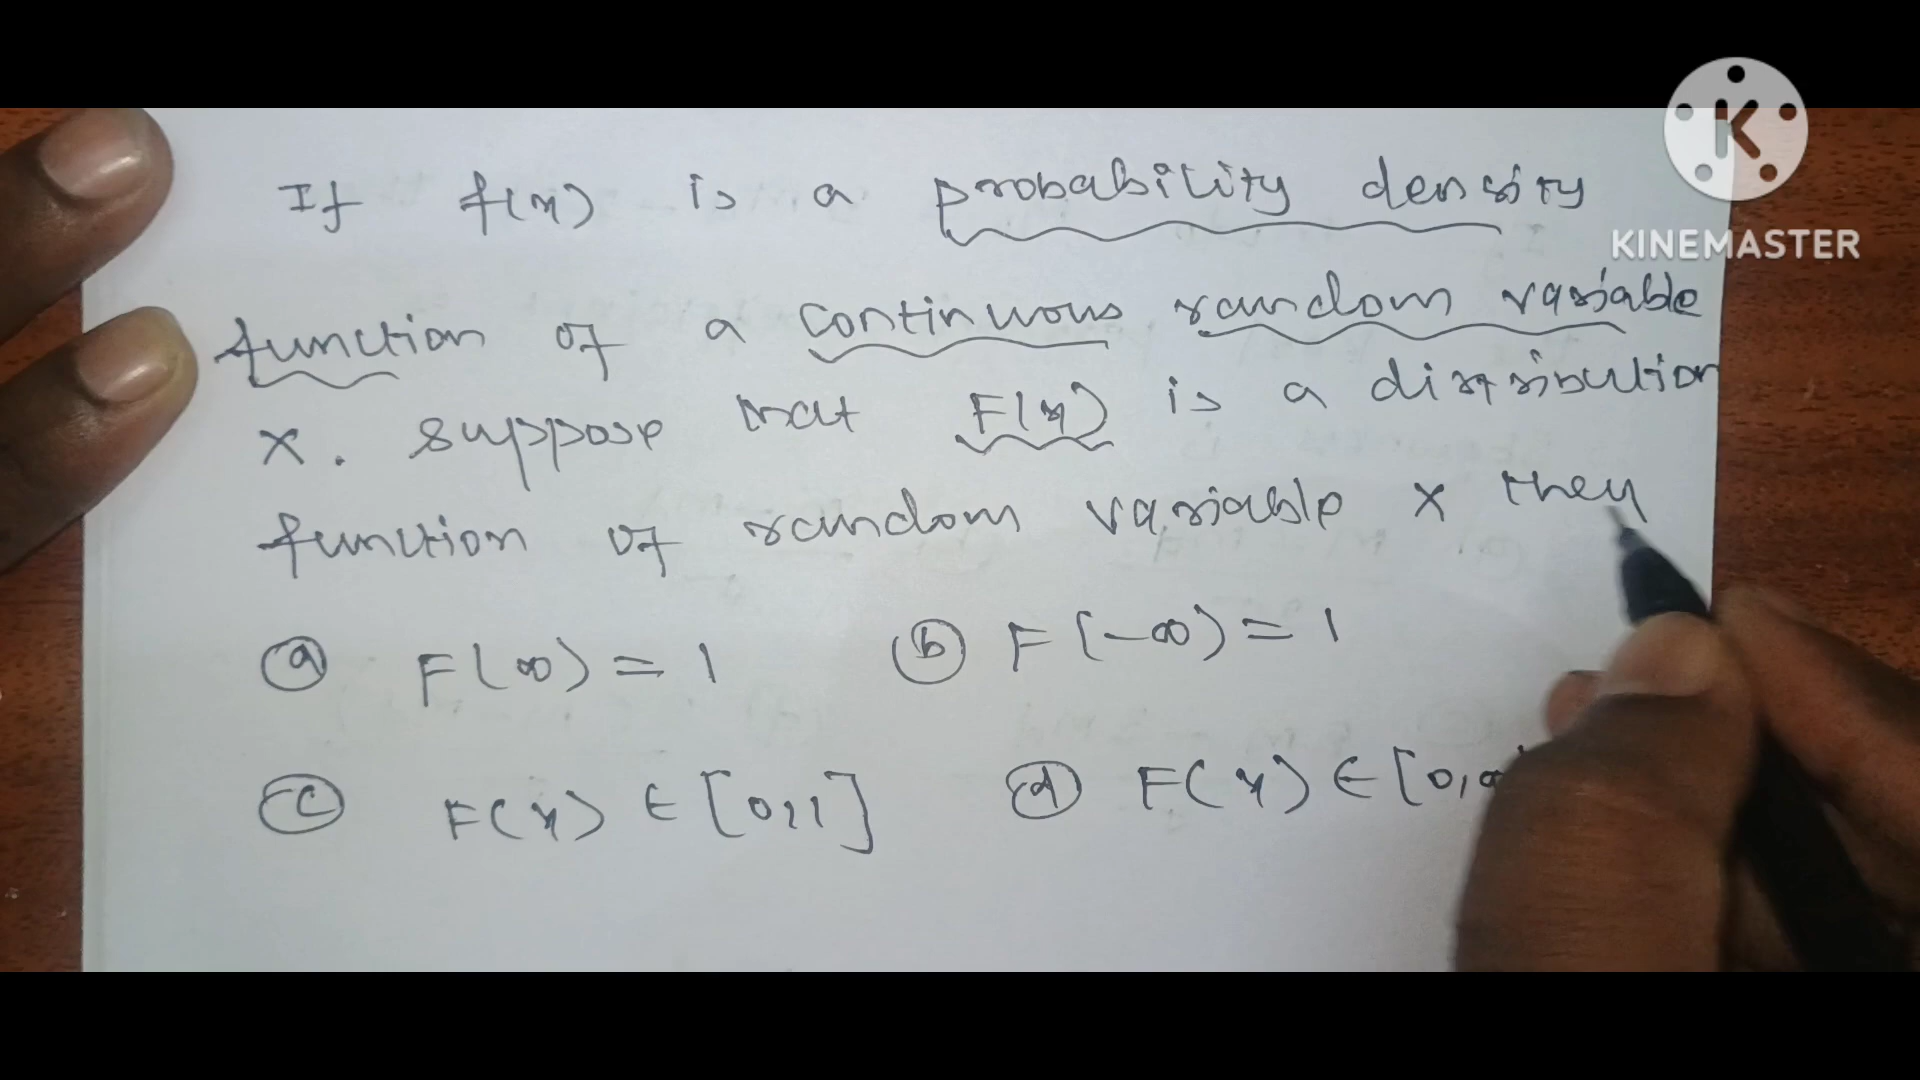 If f(x) is a probability density
KINEMASTER
function of a continuous random variable
X. suppose that F(x) is a distribution
function of random variable X then
(a) F(∞) = 1 (b) F(-∞) = 1
(c) F(x) ∈ [0,1] (d) F(x) ∈ [0,